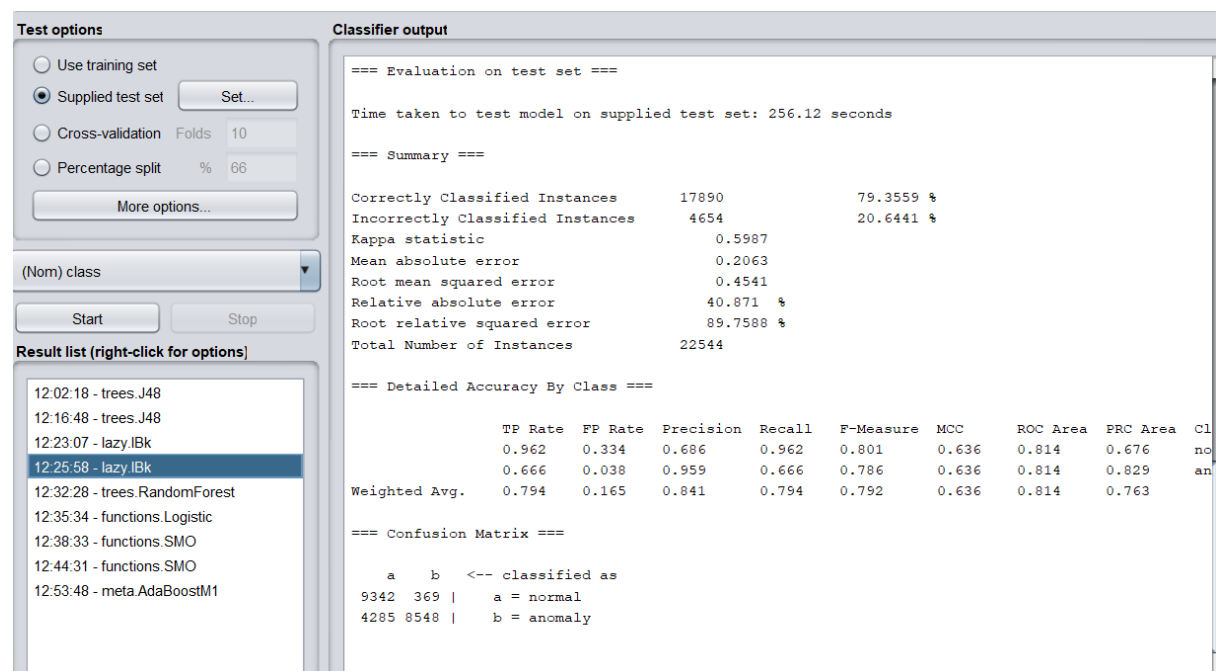 Test options
Use training set
Supplied test set Set...
Cross-validation Folds 10
Percentage split % 66
More options...
(Nom) class
Start Stop
Result list (right-click for options)
12:02:18 - trees.J48
12:16:48 - trees.J48
12:23:07 - lazy.IBk
12:25:58 - lazy.IBk
12:32:28 - trees.RandomForest
12:35:34 - functions.Logistic
12:38:33 - functions.SMO
12:44:31 - functions.SMO
12:53:48 - meta.AdaBoostM1
Classifier output
=== Evaluation on test set ===
Time taken to test model on supplied test set: 256.12 seconds
=== Summary ===
Correctly Classified Instances 17890 79.3559 %
Incorrectly Classified Instances 4654 20.6441 %
Kappa statistic 0.5987
Mean absolute error 0.2063
Root mean squared error 0.4541
Relative absolute error 40.871 %
Root relative squared error 89.7588 %
Total Number of Instances 22544
=== Detailed Accuracy By Class ===
TP Rate FP Rate Precision Recall F-Measure MCC ROC Area PRC Area Cl
0.962 0.334 0.686 0.962 0.801 0.636 0.814 0.676 no
0.666 0.038 0.959 0.666 0.786 0.636 0.814 0.829 an
Weighted Avg. 0.794 0.165 0.841 0.794 0.792 0.636 0.814 0.763
=== Confusion Matrix ===
a b <-- classified as
9342 369 | a = normal
4285 8548 | b = anomaly